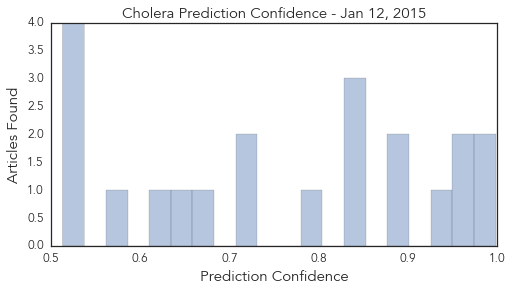 Cholera Prediction Confidence - Jan 12, 2015
Articles Found
4.0
3.5
3.0
2.5
2.0
1.5
1.0
0.5
0.0
0.5 0.6 0.7 0.8 0.9 1.0
Prediction Confidence